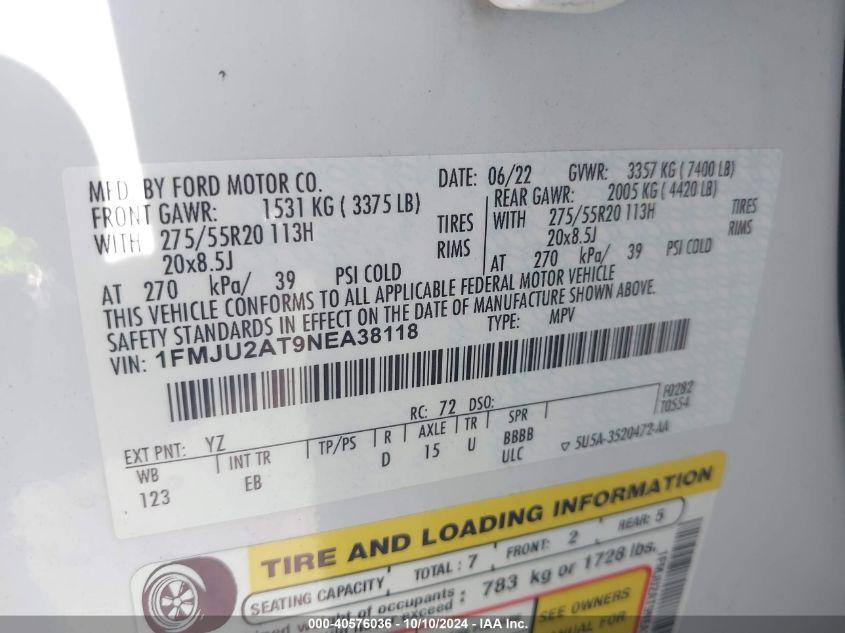 MFD. BY FORD MOTOR CO.
DATE: 06/22 GVWR: 3357 KG ( 7400 LB)
FRONT GAWR: 1531 KG ( 3375 LB)
REAR GAWR: 2005 KG ( 4420 LB)
WITH 275/55R20 113H TIRES
WITH 275/55R20 113H TIRES
20x8.5J RIMS
20x8.5J RIMS
AT 270 kPa/ 39 PSI COLD
AT 270 kPa/ 39 PSI COLD
THIS VEHICLE CONFORMS TO ALL APPLICABLE FEDERAL MOTOR VEHICLE
SAFETY STANDARDS IN EFFECT ON THE DATE OF MANUFACTURE SHOWN ABOVE.
VIN: 1FMJU2AT9NEA38118 TYPE: MPV
F0282
T0554
RC: 72 DSO:
EXT PNT: YZ
WB INT TR TP/PS R AXLE TR SPR
123 EB D 15 U BBBB
ULC
5U5A-3520472-AA
TIRE AND LOADING INFORMATION
SEATING CAPACITY TOTAL : 7 FRONT: 2 REAR: 5
of occupants : 783 kg or 1728 lbs.
exceed :
SEE OWNERS
MANUAL FOR
000-40576036 - 10/10/2024 - IAA Inc.